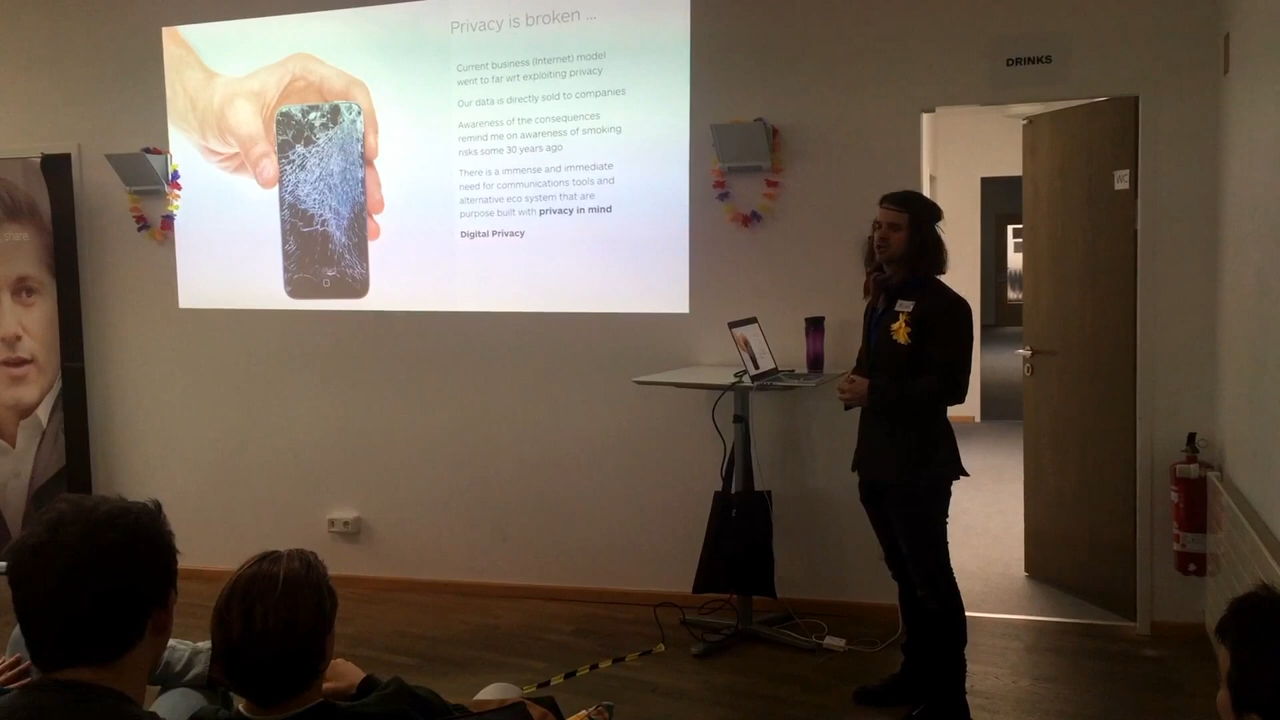 Privacy is broken ...
Current business (Internet) model
went to far wrt exploiting privacy
Our data is directly sold to companies
Awareness of the consequences
remind me on awareness of smoking
risks some 30 years ago
There is a immense and immediate
need for communications tools and
alternative eco system that are
purpose built with privacy in mind
Digital Privacy
DRINKS
WC
share
E